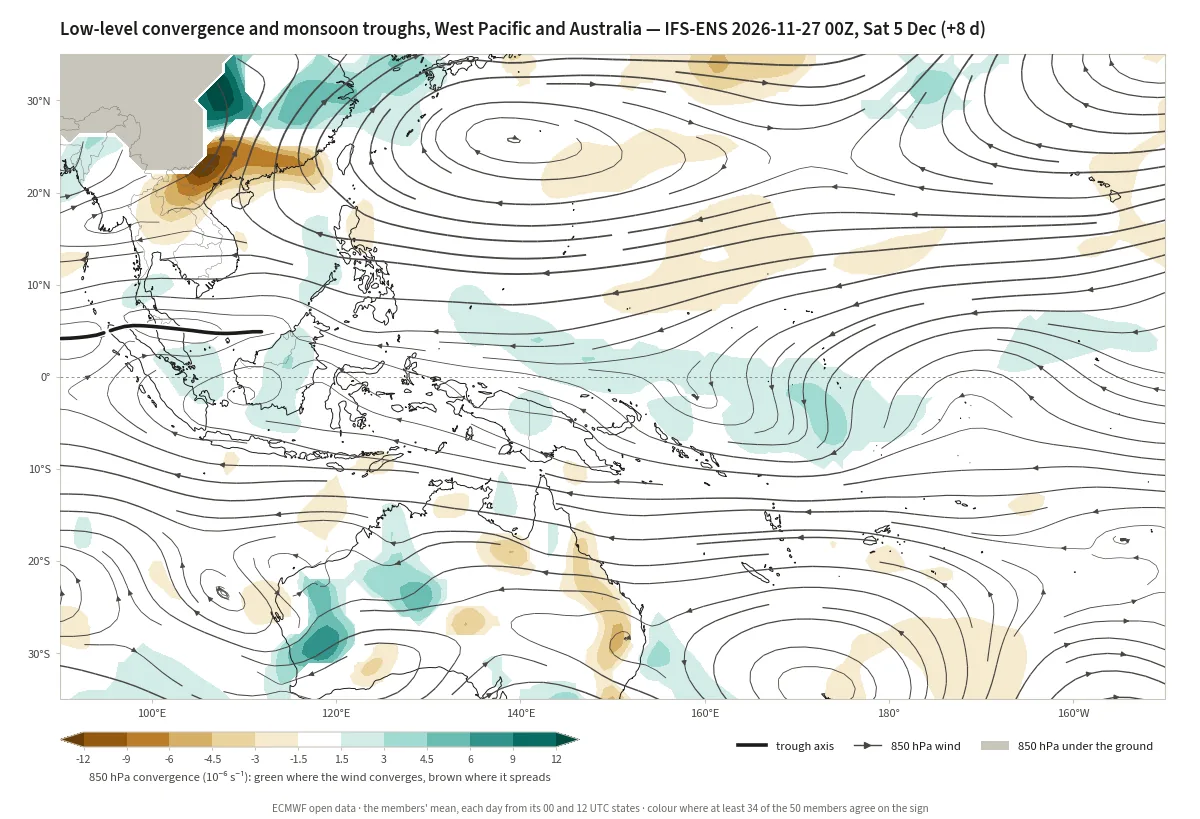 Low-level convergence and monsoon troughs, West Pacific and Australia — IFS-ENS 2026-11-27 00Z, Sat 5 Dec (+8 d)
30°N
20°N
10°N
0°
10°S
20°S
30°S
100°E 120°E 140°E 160°E 180° 160°W
-12 -9 -6 -4.5 -3 -1.5 1.5 3 4.5 6 9 12
850 hPa convergence (10⁻⁶ s⁻¹): green where the wind converges, brown where it spreads
trough axis 850 hPa wind 850 hPa under the ground
ECMWF open data · the members' mean, each day from its 00 and 12 UTC states · colour where at least 34 of the 50 members agree on the sign